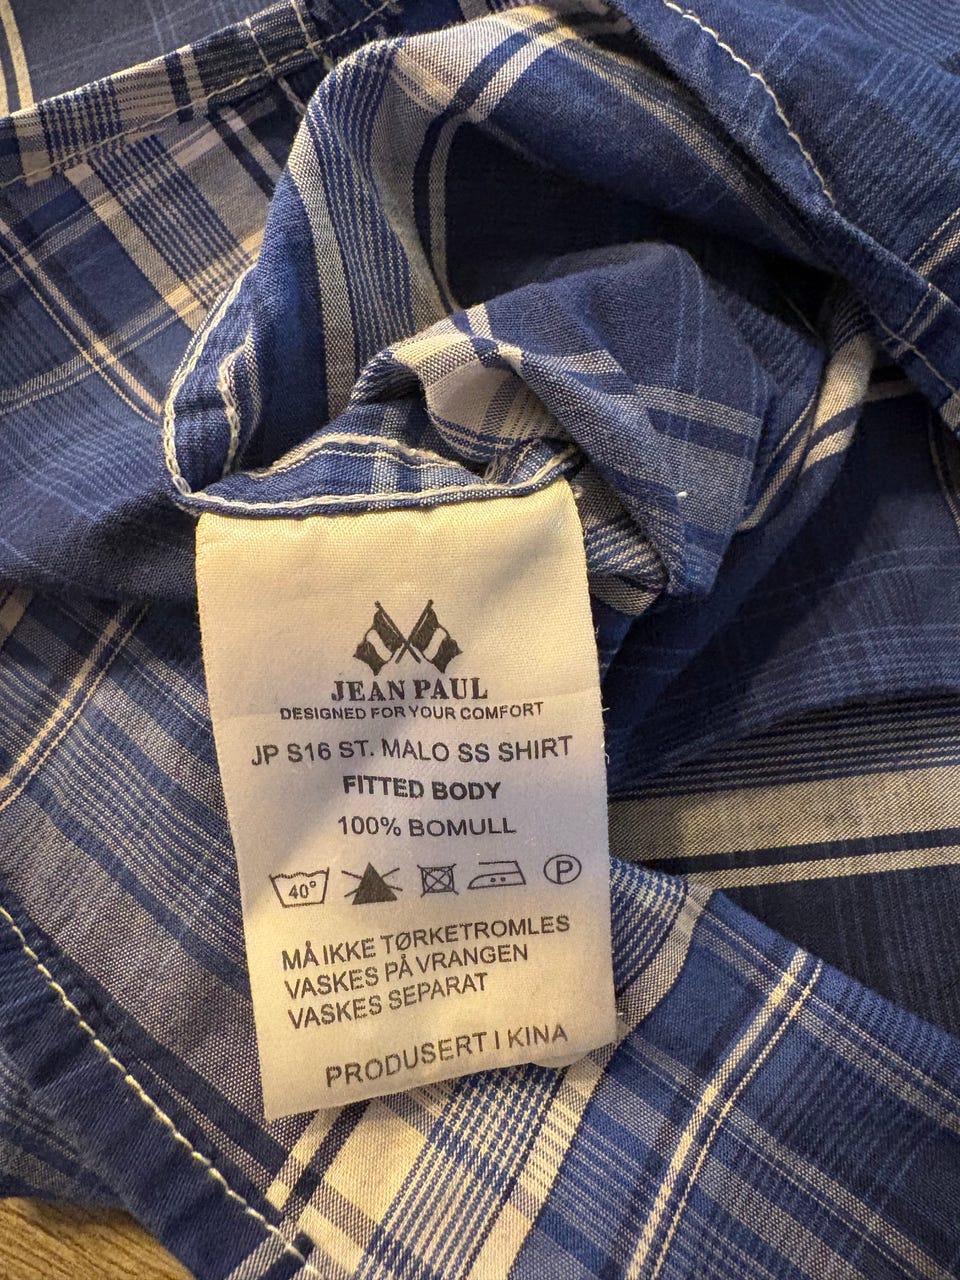 JEAN PAUL
DESIGNED FOR YOUR COMFORT
JP S16 ST. MALO SS SHIRT
FITTED BODY
100% BOMULL
40° P
MÅ IKKE TØRKETROMLES
VASKES PÅ VRANGEN
VASKES SEPARAT
PRODUSERT I KINA